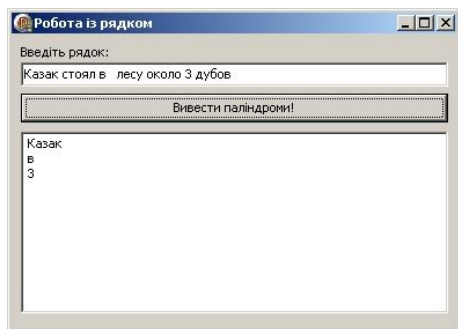 Робота із рядком
Введіть рядок:
Казак стоял в   лесу около 3 дубов
Вивести паліндроми!
Казак
в
3